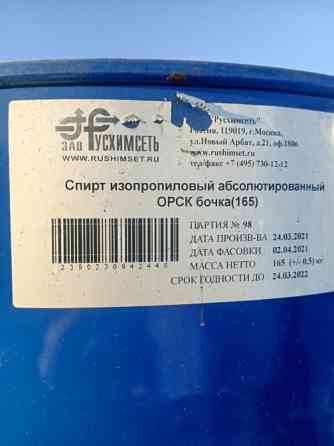 ЗАО РУСХИМСЕТЬ
WWW.RUSHIMSET.RU
Русхимсеть"
Россия, 119019, г.Москва,
ул.Новый Арбат, д.21, оф.1806
www.rushimset.ru
тел/факс +7 (495) 730-12-12
Спирт изопропиловый абсолютированный
ОРСК бочка(165)
ПАРТИЯ № 98
ДАТА ПРОИЗВ-ВА 24.03.2021
ДАТА ФАСОВКИ 02.04.2021
МАССА НЕТТО 165 (+/- 0,5) кг
СРОК ГОДНОСТИ ДО 24.03.2022